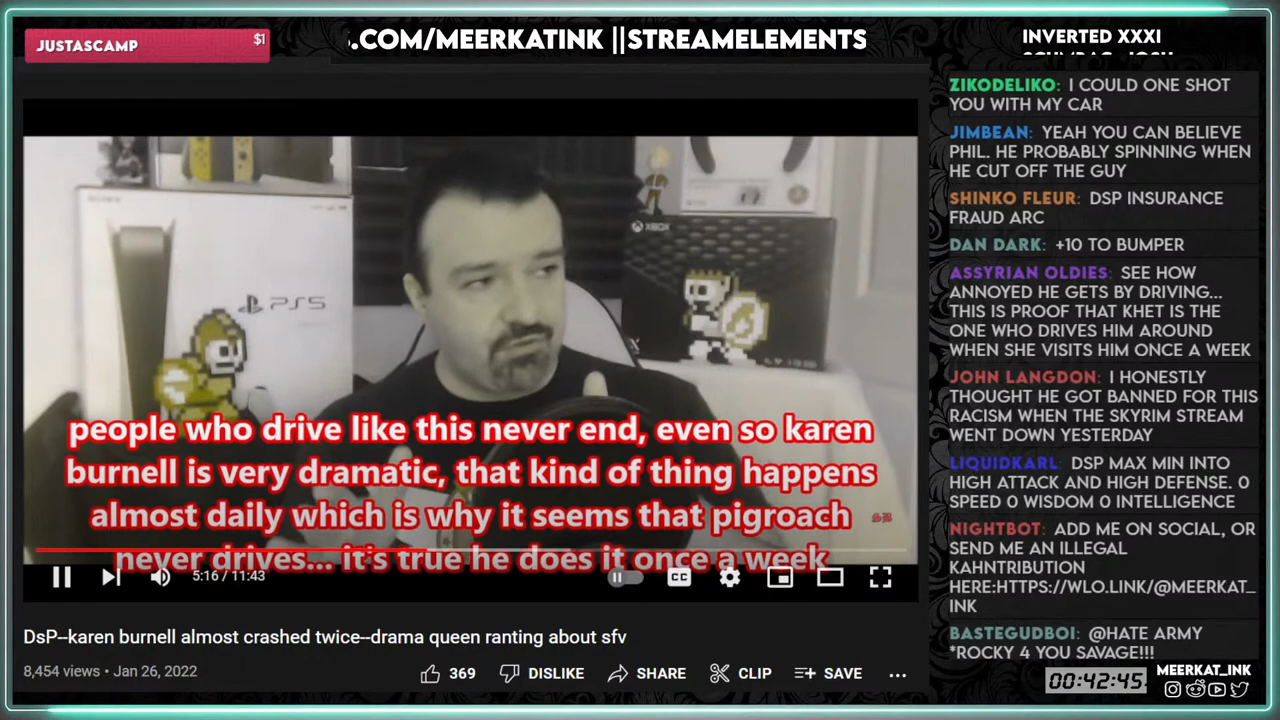 JUSTASCAMP
$1
.COM/MEERKATINK ||STREAMELEMENTS
INVERTED XXXI
PS5
XBOX
people who drive like this never end, even so karen
burnell is very dramatic, that kind of thing happens
almost daily which is why it seems that pigroach
never drives... it's true he does it once a week
SB
5:16 / 11:43
CC
DsP--karen burnell almost crashed twice--drama queen ranting about sfv
8,454 views • Jan 26, 2022
369
DISLIKE
SHARE
CLIP
SAVE
ZIKODELIKO: I COULD ONE SHOT
YOU WITH MY CAR
JIMBEAN: YEAH YOU CAN BELIEVE
PHIL. HE PROBABLY SPINNING WHEN
HE CUT OFF THE GUY
SHINKO FLEUR: DSP INSURANCE
FRAUD ARC
DAN DARK: +10 TO BUMPER
ASSYRIAN OLDIES: SEE HOW
ANNOYED HE GETS BY DRIVING...
THIS IS PROOF THAT KHET IS THE
ONE WHO DRIVES HIM AROUND
WHEN SHE VISITS HIM ONCE A WEEK
JOHN LANGDON: I HONESTLY
THOUGHT HE GOT BANNED FOR THIS
RACISM WHEN THE SKYRIM STREAM
WENT DOWN YESTERDAY
LIQUIDKARL: DSP MAX MIN INTO
HIGH ATTACK AND HIGH DEFENSE. 0
SPEED 0 WISDOM 0 INTELLIGENCE
NIGHTBOT: ADD ME ON SOCIAL, OR
SEND ME AN ILLEGAL
KAHNTRIBUTION
HERE:HTTPS://WLO.LINK/@MEERKAT_
INK
BASTEGUDBOI: @HATE ARMY
*ROCKY 4 YOU SAVAGE!!!
00:42:45
MEERKAT_INK